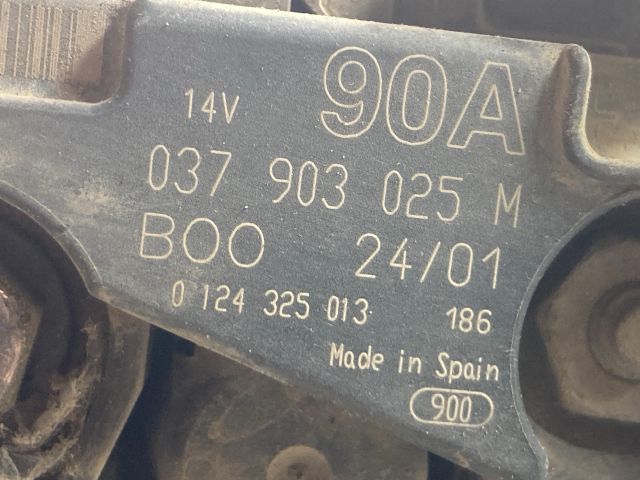 14V 90A
037 903 025 M
BOO 24/01
0 124 325 013 186
Made in Spain
900